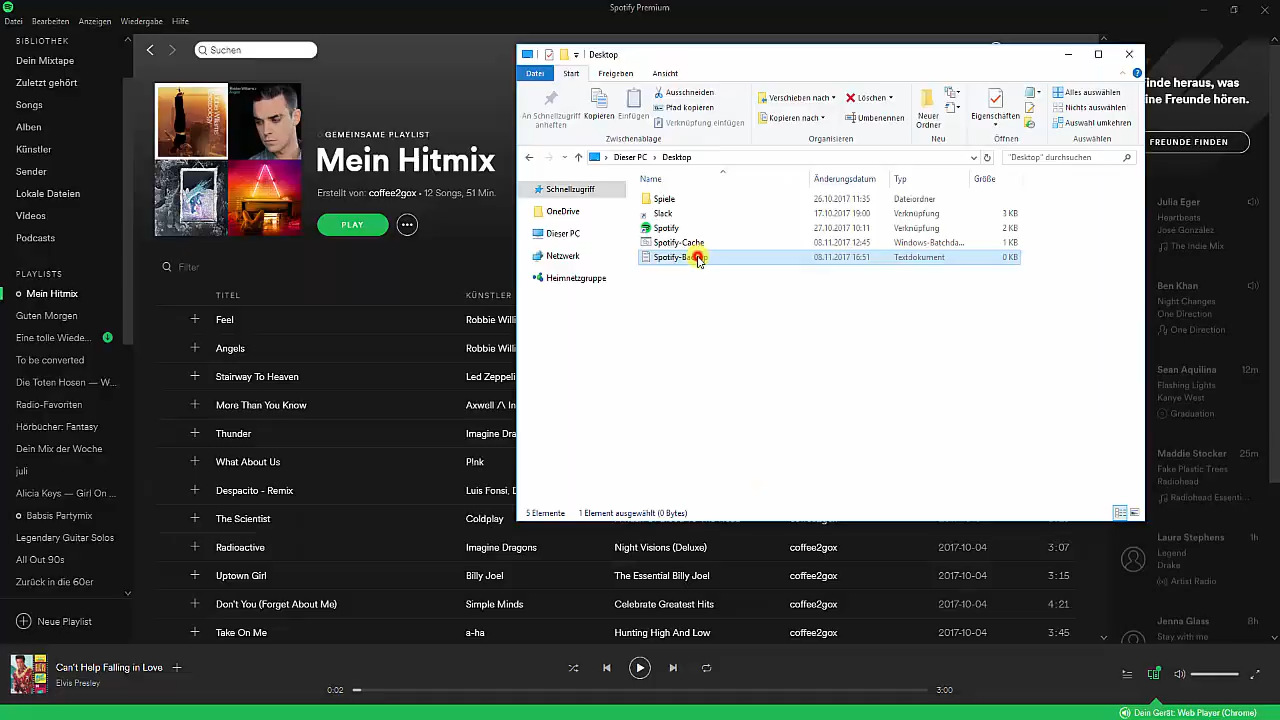 Spotify Premium
Datei Bearbeiten Anzeigen Wiedergabe Hilfe
BIBLIOTHEK
Dein Mixtape
Zuletzt gehört
Songs
Alben
Künstler
Sender
Lokale Dateien
Videos
Podcasts
PLAYLISTS
Mein Hitmix
Guten Morgen
Eine tolle Wiede...
To be converted
Die Toten Hosen — W...
Radio-Favoriten
Hörbücher: Fantasy
Dein Mix der Woche
juli
Alicia Keys — Girl On ...
Babsis Partymix
Legendary Guitar Solos
All Out 90s
Zurück in die 60er
Neue Playlist
Suchen
GEMEINSAME PLAYLIST
Mein Hitmix
Erstellt von: coffee2gox • 12 Songs, 51 Min.
PLAY
Filter
TITEL KÜNSTLER
Feel Robbie Willi
Angels Robbie Willi
Stairway To Heaven Led Zeppeli
More Than You Know Axwell /\ In
Thunder Imagine Dra
What About Us P!nk
Despacito - Remix Luis Fonsi, D
The Scientist Coldplay coffee2gox
Radioactive Imagine Dragons Night Visions (Deluxe) coffee2gox 2017-10-04 3:07
Uptown Girl Billy Joel The Essential Billy Joel coffee2gox 2017-10-04 3:15
Don't You (Forget About Me) Simple Minds Celebrate Greatest Hits coffee2gox 2017-10-04 4:21
Take On Me a-ha Hunting High And Low coffee2gox 2017-10-04 3:45
Desktop
Datei Start Freigeben Ansicht
An Schnellzugriff anheften
Kopieren
Einfügen
Ausschneiden
Pfad kopieren
Verknüpfung einfügen
Zwischenablage
Verschieben nach
Kopieren nach
Löschen
Umbenennen
Organisieren
Neuer Ordner
Neu
Eigenschaften
Öffnen
Alles auswählen
Nichts auswählen
Auswahl umkehren
Auswählen
Dieser PC > Desktop
"Desktop" durchsuchen
Schnellzugriff
OneDrive
Dieser PC
Netzwerk
Heimnetzgruppe
Name Änderungsdatum Typ Größe
Spiele 26.10.2017 11:35 Dateiordner
Slack 17.10.2017 19:00 Verknüpfung 3 KB
Spotify 27.10.2017 10:11 Verknüpfung 2 KB
Spotify-Cache 08.11.2017 12:45 Windows-Batchda... 1 KB
08.11.2017 16:51 Textdokument 0 KB
5 Elemente 1 Element ausgewählt (0 Bytes)
inde heraus, was
ine Freunde hören.
FREUNDE FINDEN
Julia Eger
Heartbeats
José González
The Indie Mix
Ben Khan
Night Changes
One Direction
One Direction
Sean Aquilina 12m
Flashing Lights
Kanye West
Graduation
Maddie Stocker 25m
Fake Plastic Trees
Radiohead
Radiohead Essenti...
Laura Stephens 1h
Legend
Drake
Artist Radio
Jenna Glass 8h
Stay with me
Can't Help Falling in Love
Elvis Presley
0:02 3:00
Dein Gerät: Web Player (Chrome)